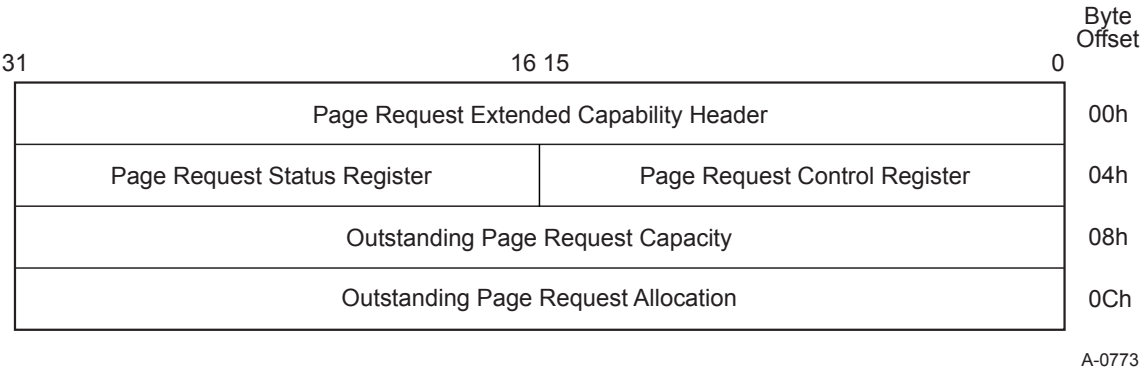 Byte
Offset
31 16 15 0
Page Request Extended Capability Header 00h
Page Request Status Register Page Request Control Register 04h
Outstanding Page Request Capacity 08h
Outstanding Page Request Allocation 0Ch
A-0773